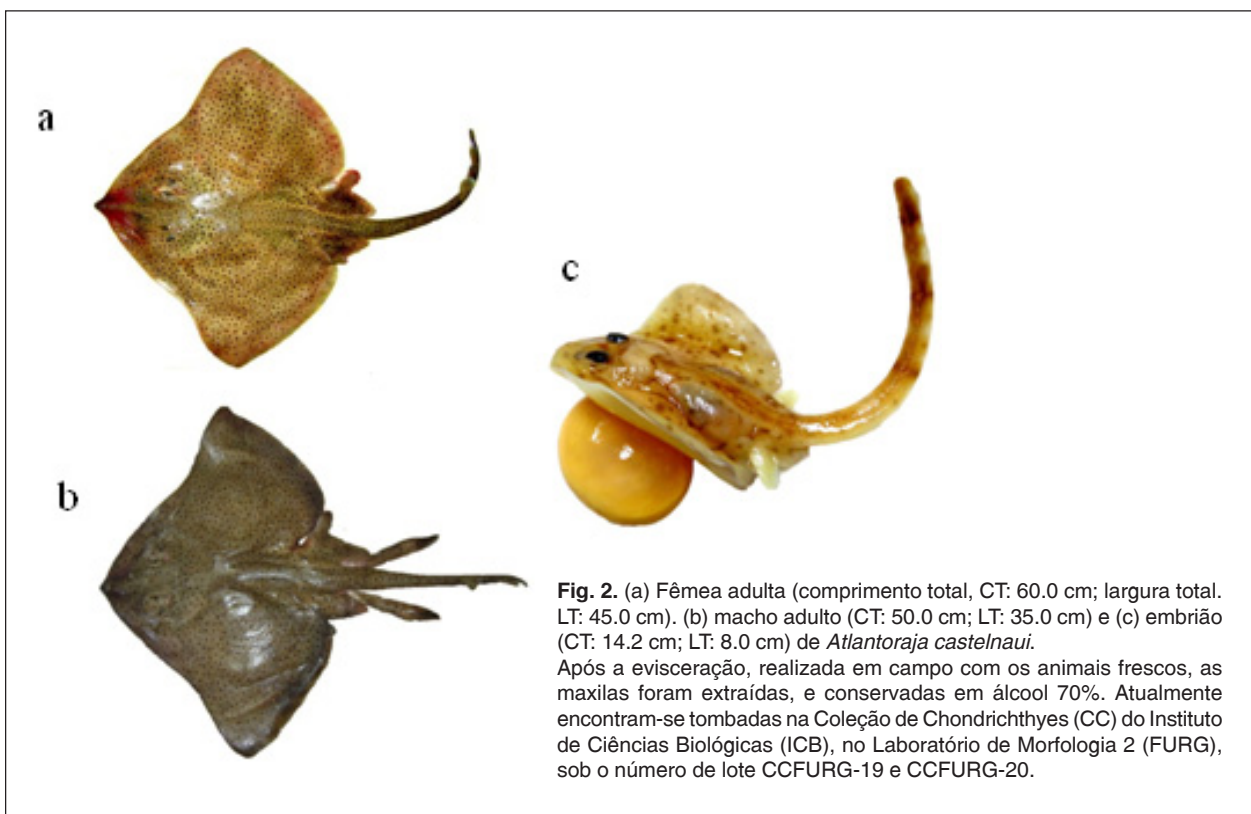 a
b
c
Fig. 2. (a) Fêmea adulta (comprimento total, CT: 60.0 cm; largura total.
LT: 45.0 cm). (b) macho adulto (CT: 50.0 cm; LT: 35.0 cm) e (c) embrião
(CT: 14.2 cm; LT: 8.0 cm) de Atlantoraja castelnaui.
Após a evisceração, realizada em campo com os animais frescos, as
maxilas foram extraídas, e conservadas em álcool 70%. Atualmente
encontram-se tombadas na Coleção de Chondrichthyes (CC) do Instituto
de Ciências Biológicas (ICB), no Laboratório de Morfologia 2 (FURG),
sob o número de lote CCFURG-19 e CCFURG-20.